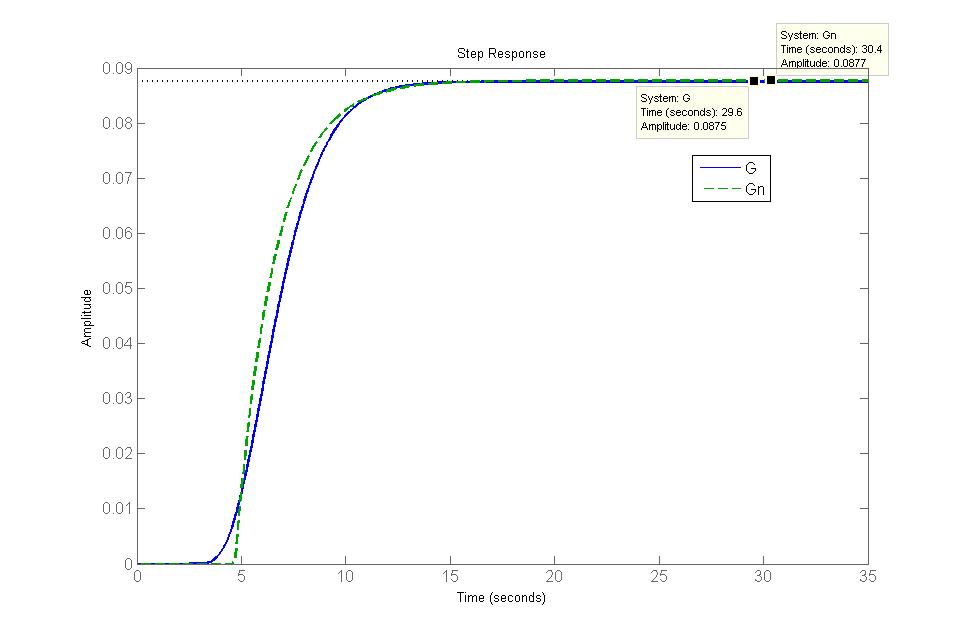 System: Gn
Time (seconds): 30.4
Amplitude: 0.0877
Step Response
System: G
Time (seconds): 29.6
Amplitude: 0.0875
G
Gn
Amplitude
0.09
0.08
0.07
0.06
0.05
0.04
0.03
0.02
0.01
0
0 5 10 15 20 25 30 35
Time (seconds)